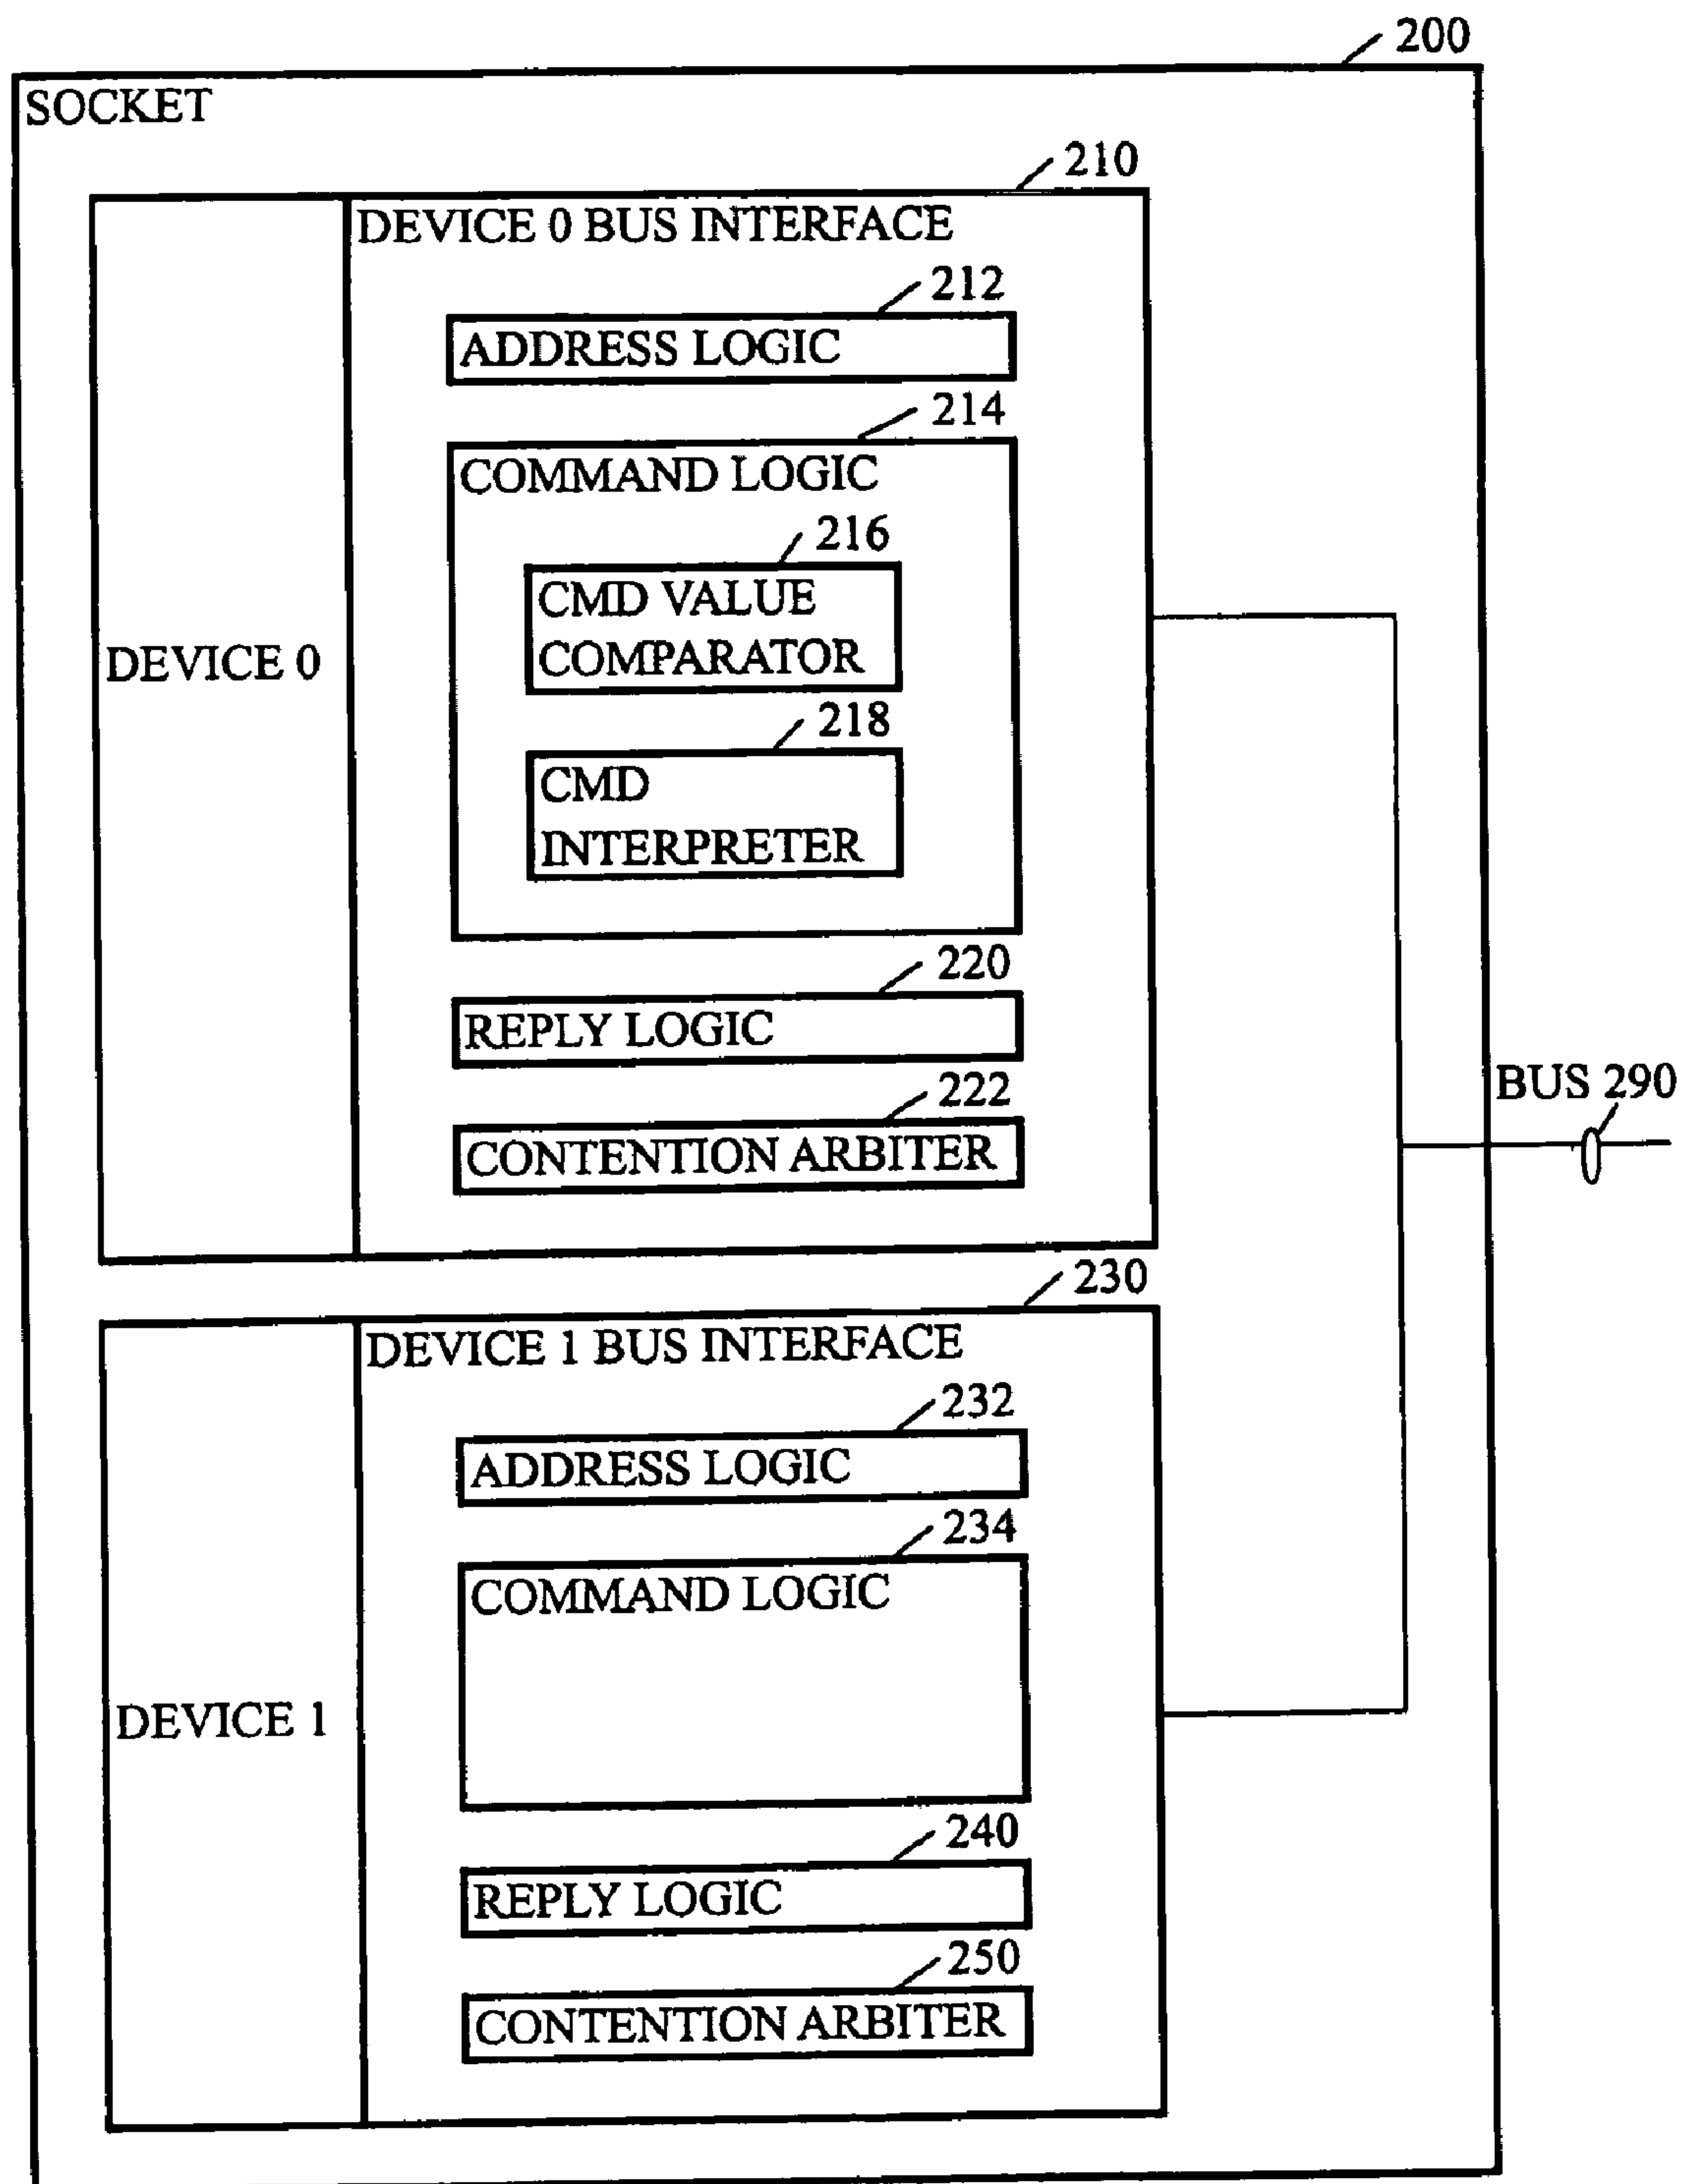 200
SOCKET
210
DEVICE 0 BUS INTERFACE
212
ADDRESS LOGIC
214
COMMAND LOGIC
216
CMD VALUE
COMPARATOR
DEVICE 0
218
CMD
INTERPRETER
220
REPLY LOGIC
222
CONTENTION ARBITER
BUS 290
230
DEVICE 1 BUS INTERFACE
232
ADDRESS LOGIC
234
COMMAND LOGIC
DEVICE 1
240
REPLY LOGIC
250
CONTENTION ARBITER